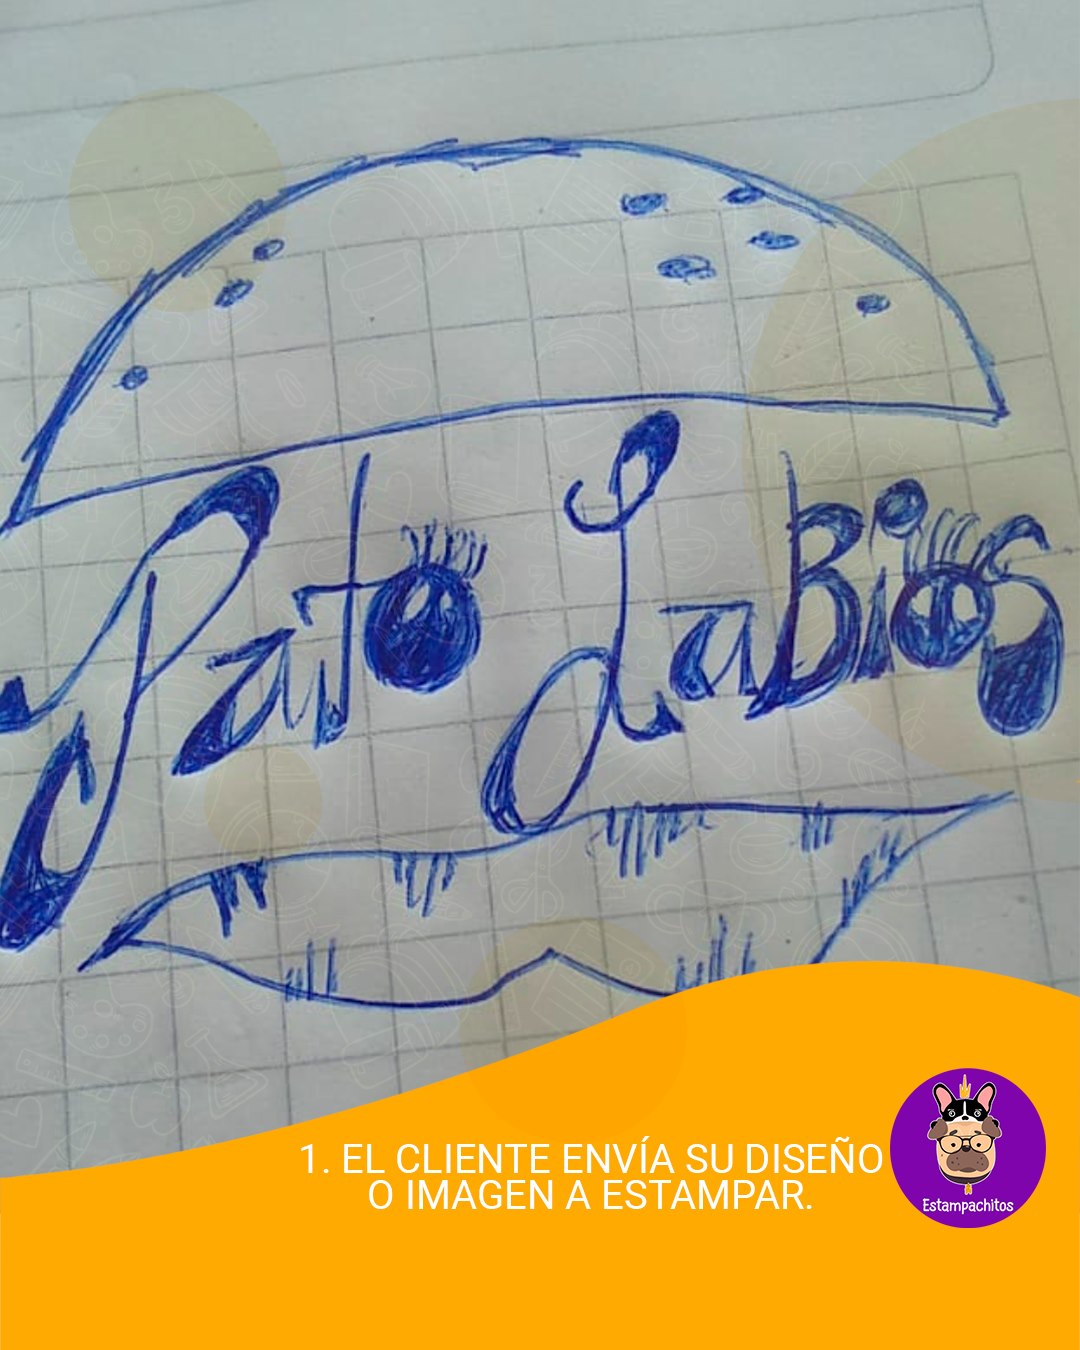 Pato Labios
1. EL CLIENTE ENVÍA SU DISEÑO
O IMAGEN A ESTAMPAR.
Estampachitos